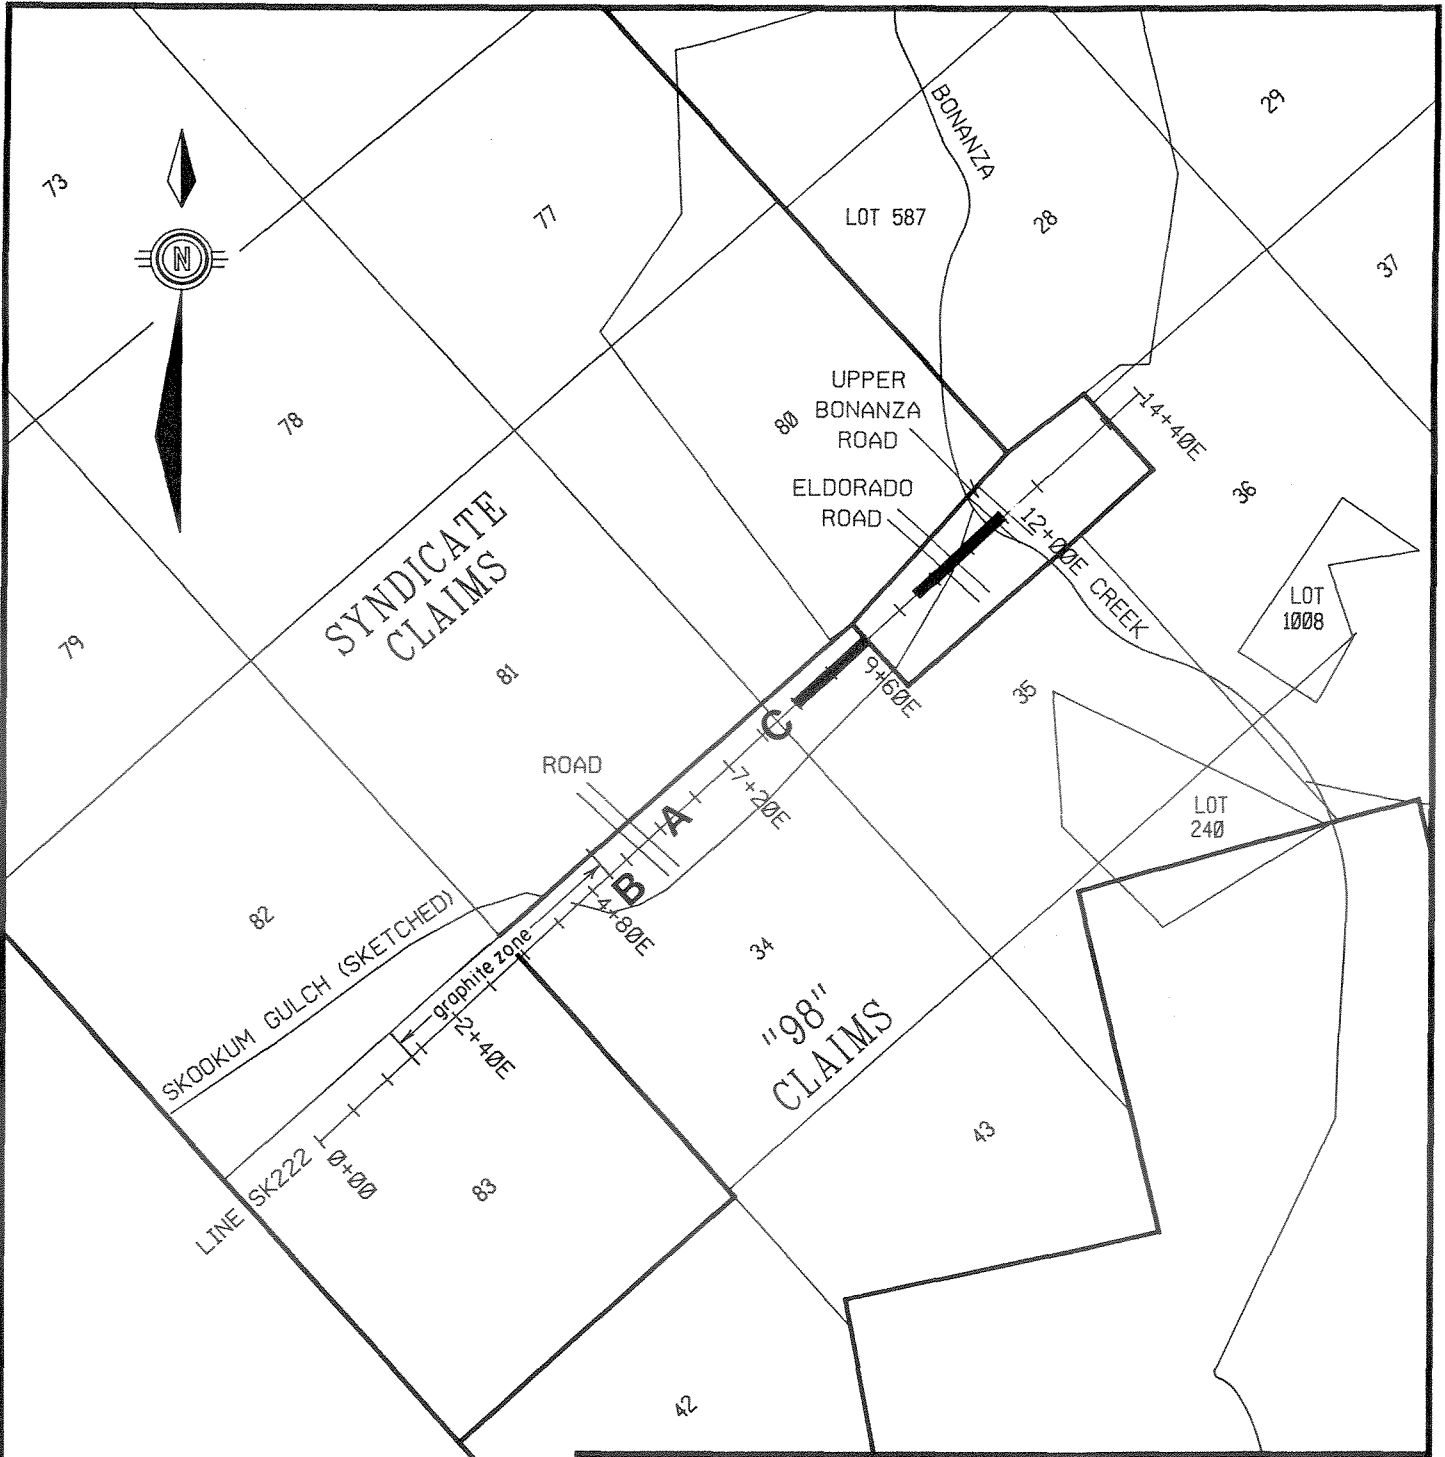 29
BONANZA
73
77
LOT 587
28
37
N
UPPER
BONANZA
ROAD
78
80
14+40E
ELDORADO
ROAD
36
SYNDICATE
CLAIMS
12+00E CREEK
LOT
1008
79
81
9+60E
35
C
ROAD
7+20E
LOT
240
A
B
82
4+80E
SKOOKUM GULCH (SKETCHED)
graphite zone
34
2+40E
"98"
CLAIMS
LINE SK222
0+00
83
43
42